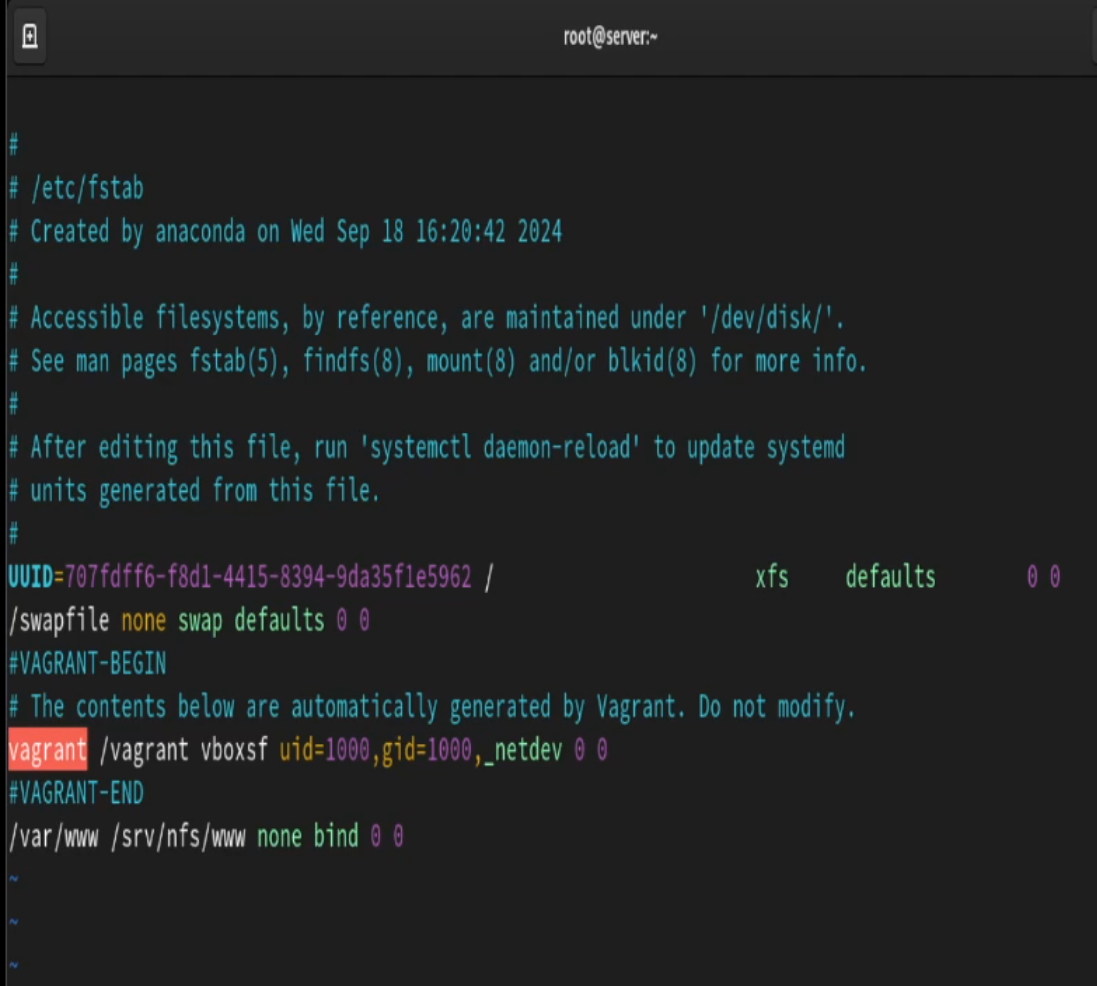 root@server:~
#
# /etc/fstab
# Created by anaconda on Wed Sep 18 16:20:42 2024
#
# Accessible filesystems, by reference, are maintained under '/dev/disk/'.
# See man pages fstab(5), findfs(8), mount(8) and/or blkid(8) for more info.
#
# After editing this file, run 'systemctl daemon-reload' to update systemd
# units generated from this file.
#
UUID=707fdff6-f8d1-4415-8394-9da35f1e5962 / xfs defaults 0 0
/swapfile none swap defaults 0 0
#VAGRANT-BEGIN
# The contents below are automatically generated by Vagrant. Do not modify.
vagrant /vagrant vboxsf uid=1000,gid=1000,_netdev 0 0
#VAGRANT-END
/var/www /srv/nfs/www none bind 0 0
~
~
~